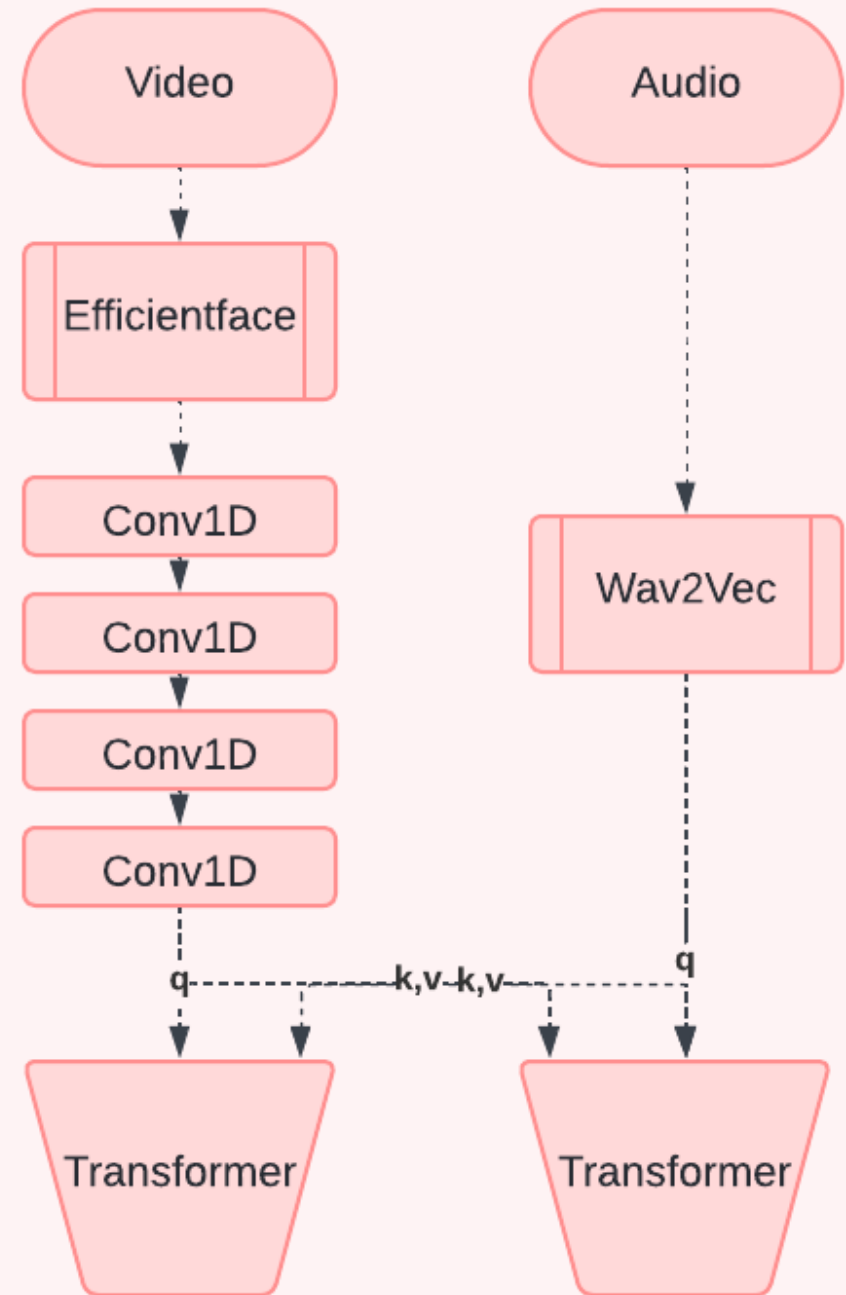 Video
Audio
Efficientface
Conv1D
Wav2Vec
Conv1D
Conv1D
Conv1D
q
k,v
k,v
q
Transformer
Transformer